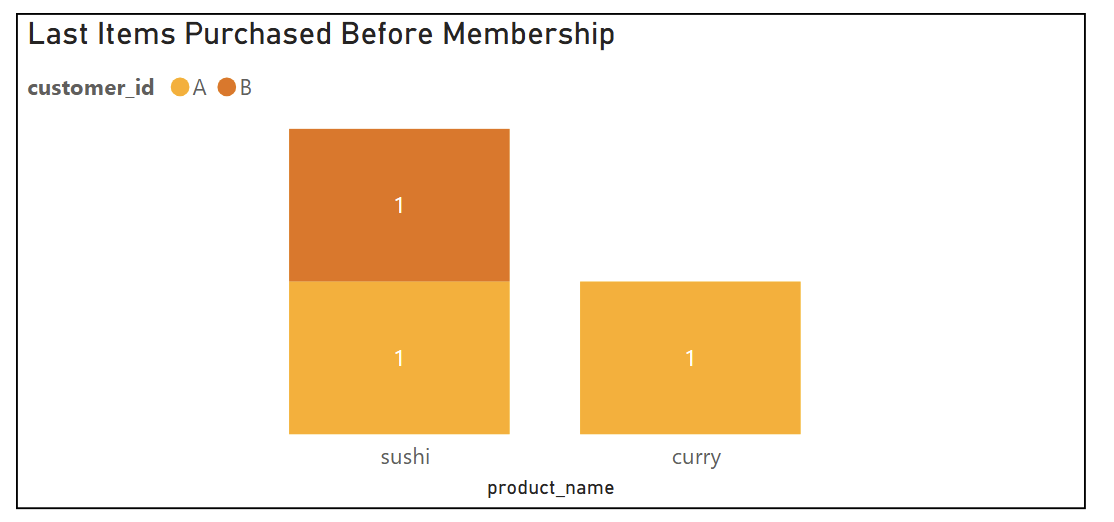 Last Items Purchased Before Membership
customer_id A B
1
1 1
sushi curry
product_name